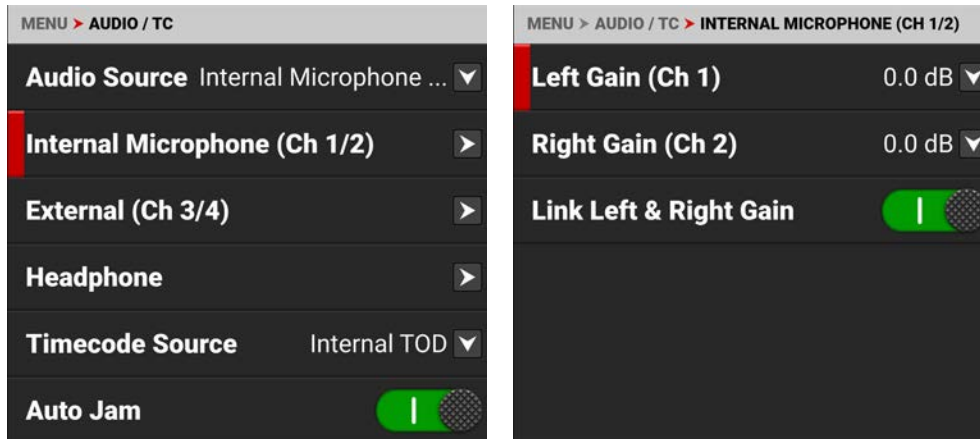 MENU > AUDIO / TC
Audio Source Internal Microphone ...
Internal Microphone (Ch 1/2)
External (Ch 3/4)
Headphone
Timecode Source Internal TOD
Auto Jam
MENU > AUDIO / TC > INTERNAL MICROPHONE (CH 1/2)
Left Gain (Ch 1) 0.0 dB
Right Gain (Ch 2) 0.0 dB
Link Left & Right Gain